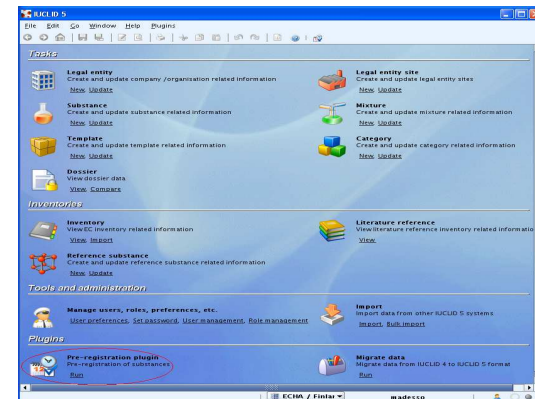 IUCLID 5
File Edit Go Window Help Plugins
Tasks
Legal entity
Create and update company /organisation related information
New, Update
Legal entity site
Create and update legal entity sites
New, Update
Substance
Create and update substance related information
New, Update
Mixture
Create and update mixture related information
New, Update
Template
Create and update template related information
New, Update
Category
Create and update category related information
New, Update
Dossier
View dossier data
View, Compare
Inventories
Inventory
View EC inventory related information
View, Import
Literature reference
View literature reference inventory related informatio
View,
Reference substance
Create and update reference substance related information
New, Update
Tools and administration
Manage users, roles, preferences, etc.
User preferences, Set password, User management, Role management
Import
Import data from other IUCLID 5 systems
Import, Bulk import
Plugins
Pre-registration plugin
Pre-registration of substances
Run
Migrate data
Migrate data from IUCLID 4 to IUCLID 5 format
Run
ECHA / Finlar madesso